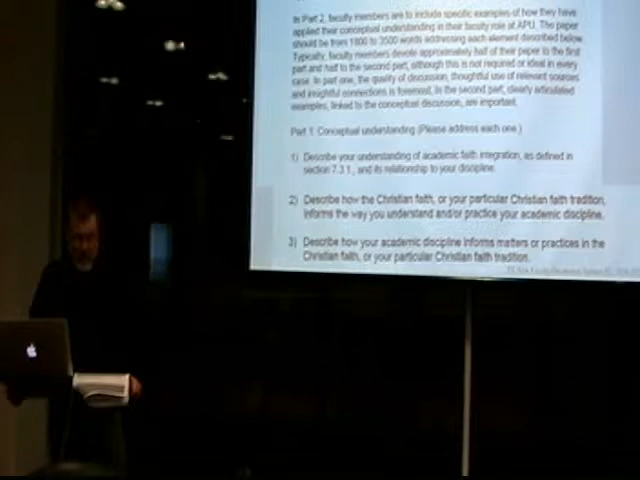 In Part 2, faculty members are to include specific examples of how they have
applied their conceptual understanding in their faculty role at APU. The paper
should be from 1800 to 3500 words addressing each element described below.
Typically, faculty members devote approximately half of their paper to the first
part and half to the second part, although this is not required or ideal in every
case. In part one, the quality of discussion, thoughtful use of relevant sources
and insightful connections is foremost. In the second part, clearly articulated
examples, linked to the conceptual discussion, are important.
Part 1: Conceptual understanding (Please address each one.)
1) Describe your understanding of academic faith integration, as defined in
section 7.3.1., and its relationship to your discipline.
2) Describe how the Christian faith, or your particular Christian faith tradition,
informs the way you understand and/or practice your academic discipline.
3) Describe how your academic discipline informs matters or practices in the
Christian faith, or your particular Christian faith tradition.